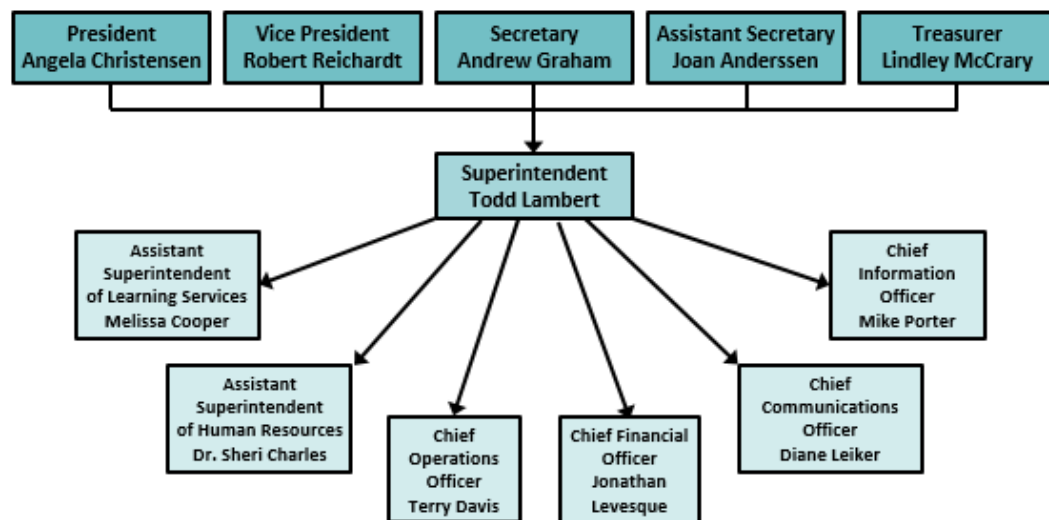 President
Angela Christensen
Vice President
Robert Reichardt
Secretary
Andrew Graham
Assistant Secretary
Joan Anderssen
Treasurer
Lindley McCrary
Superintendent
Todd Lambert
Assistant
Superintendent
of Learning Services
Melissa Cooper
Chief
Information
Officer
Mike Porter
Assistant
Superintendent
of Human Resources
Dr. Sheri Charles
Chief
Communications
Officer
Diane Leiker
Chief
Operations
Officer
Terry Davis
Chief Financial
Officer
Jonathan
Levesque